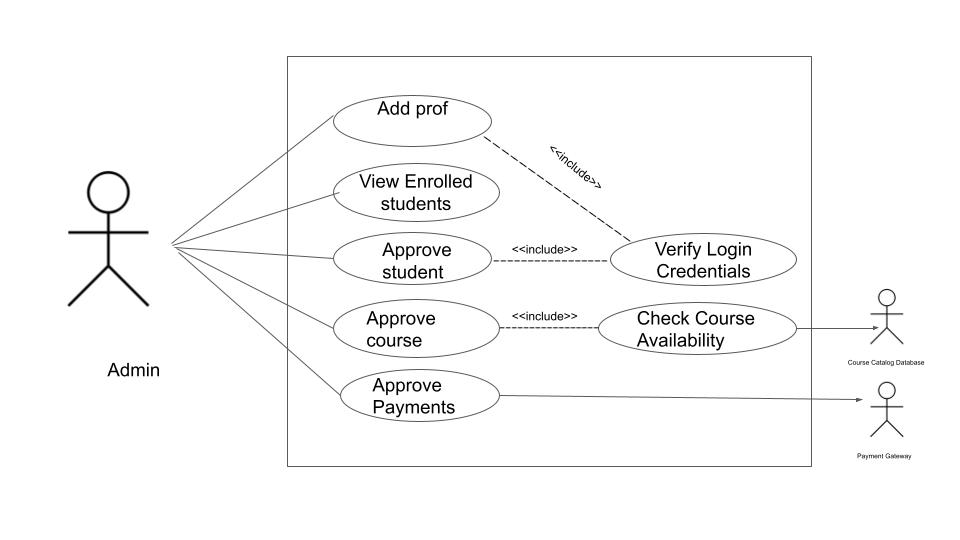 Add prof
<<include>>
View Enrolled
students
Approve
student
<<include>>
Verify Login
Credentials
Approve
course
<<include>>
Check Course
Availability
Course Catalog Database
Admin
Approve
Payments
Payment Gateway